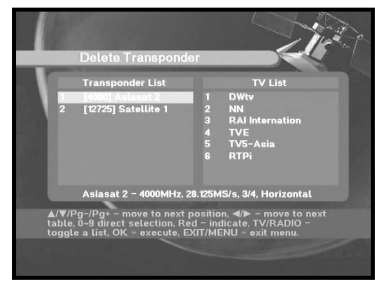 Delete Transponder
Transponder List
1 [4000] Asiasat 2
2 [12725] Satellite 1
TV List
1 DWtv
2 NN
3 RAI Internation
4 TVE
5 TV5-Asia
6 RTPi
Asiasat 2 - 4000MHz, 28.125MS/s, 3/4, Horizontal
▲/▼/Pg-/Pg+ - move to next position, ◀/▶ - move to next
table, 0~9 direct selection, Red - indicate, TV/RADIO -
toggle a list, OK - execute, EXIT/MENU - exit menu.